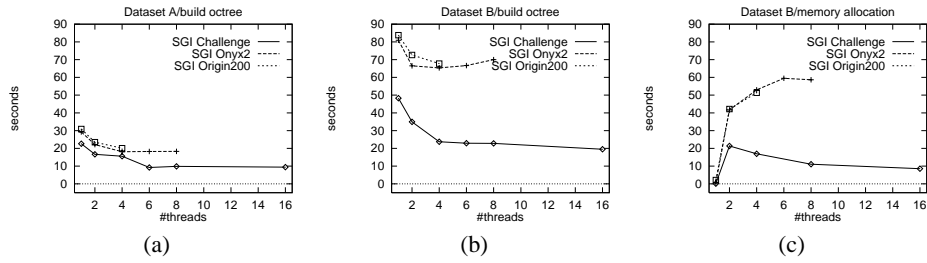 Dataset A/build octree
90
80
70
60
50
40
30
20
10
0
seconds
SGI Challenge
SGI Onyx2
SGI Origin200
2 4 6 8 10 12 14 16
#threads
(a)
Dataset B/build octree
90
80
70
60
50
40
30
20
10
0
seconds
SGI Challenge
SGI Onyx2
SGI Origin200
2 4 6 8 10 12 14 16
#threads
(b)
Dataset B/memory allocation
90
80
70
60
50
40
30
20
10
0
seconds
SGI Challenge
SGI Onyx2
SGI Origin200
2 4 6 8 10 12 14 16
#threads
(c)